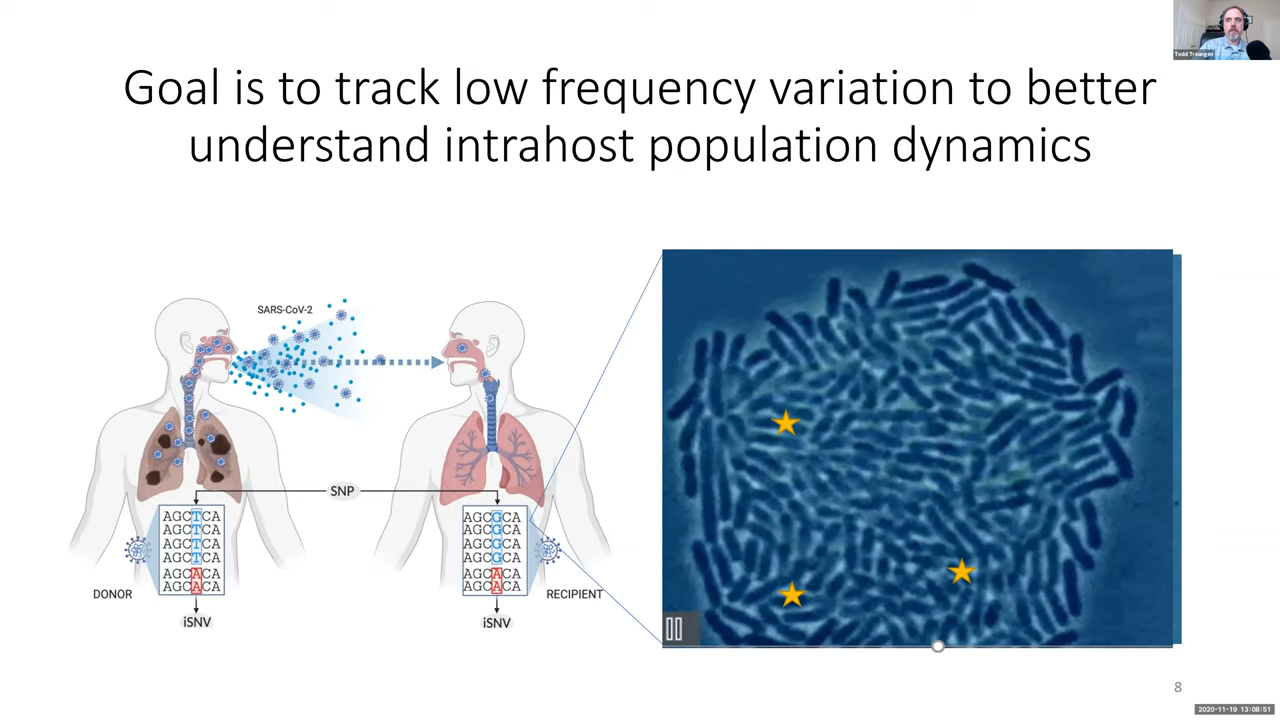 Todd Treangen
Goal is to track low frequency variation to better
understand intrahost population dynamics
SARS-CoV-2
SNP
AGCTCA
AGCTCA
AGCTCA
AGCTCA
AGCACA
AGCACA
DONOR
iSNV
AGCGCA
AGCGCA
AGCGCA
AGCGCA
AGCACA
AGCACA
RECIPIENT
iSNV
8
2020-11-19 13:08:51